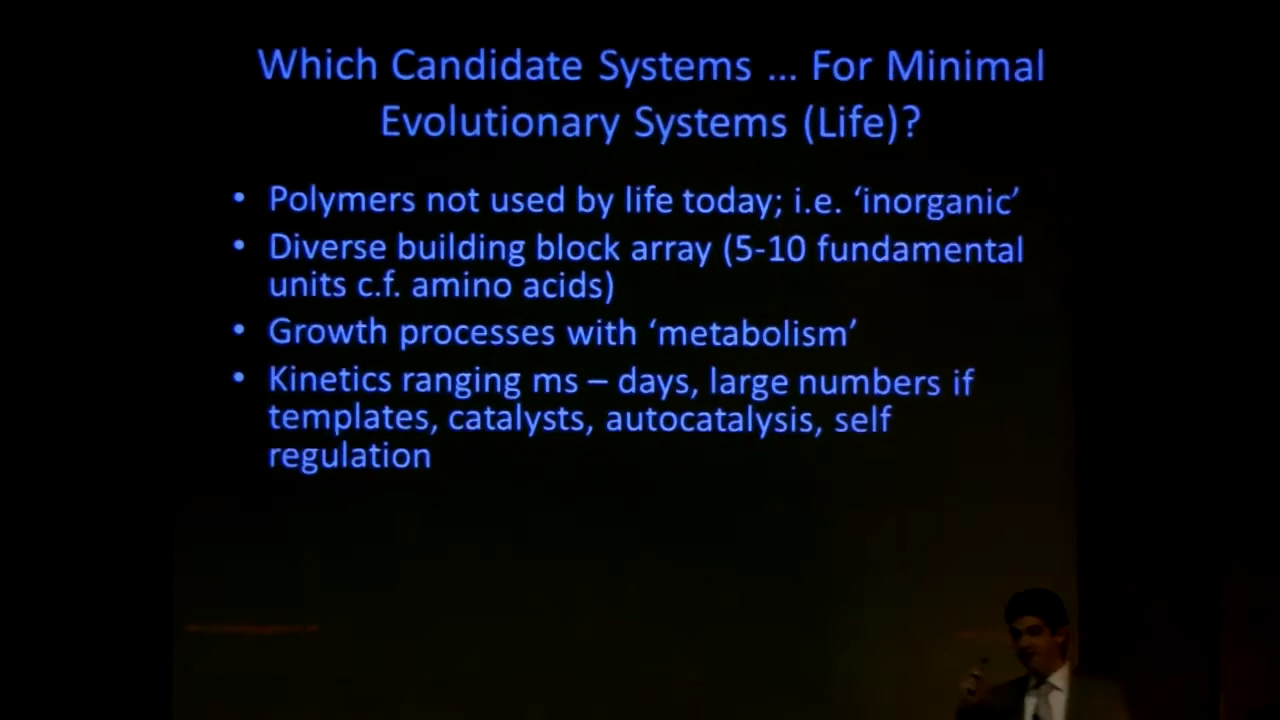 Which Candidate Systems ... For Minimal
Evolutionary Systems (Life)?
• Polymers not used by life today; i.e. ‘inorganic’
• Diverse building block array (5-10 fundamental
units c.f. amino acids)
• Growth processes with ‘metabolism’
• Kinetics ranging ms – days, large numbers if
templates, catalysts, autocatalysis, self
regulation